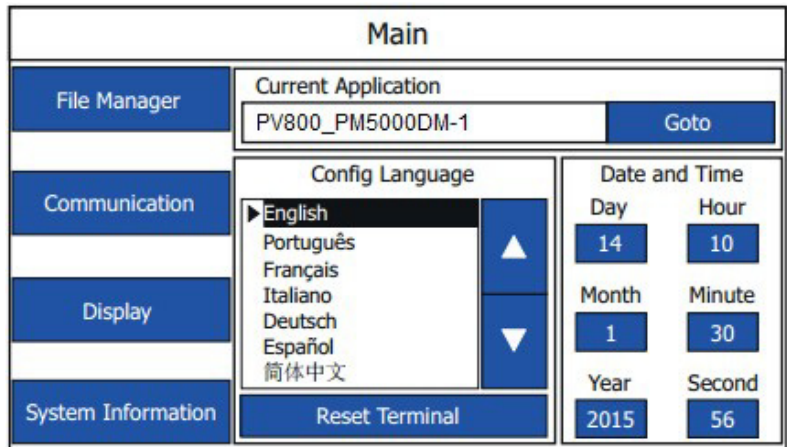 Main
File Manager
Communication
Display
System Information
Current Application
PV800_PM5000DM-1
Goto
Config Language
English
Português
Français
Italiano
Deutsch
Español
简体中文
Reset Terminal
Date and Time
Day Hour
14 10
Month Minute
1 30
Year Second
2015 56